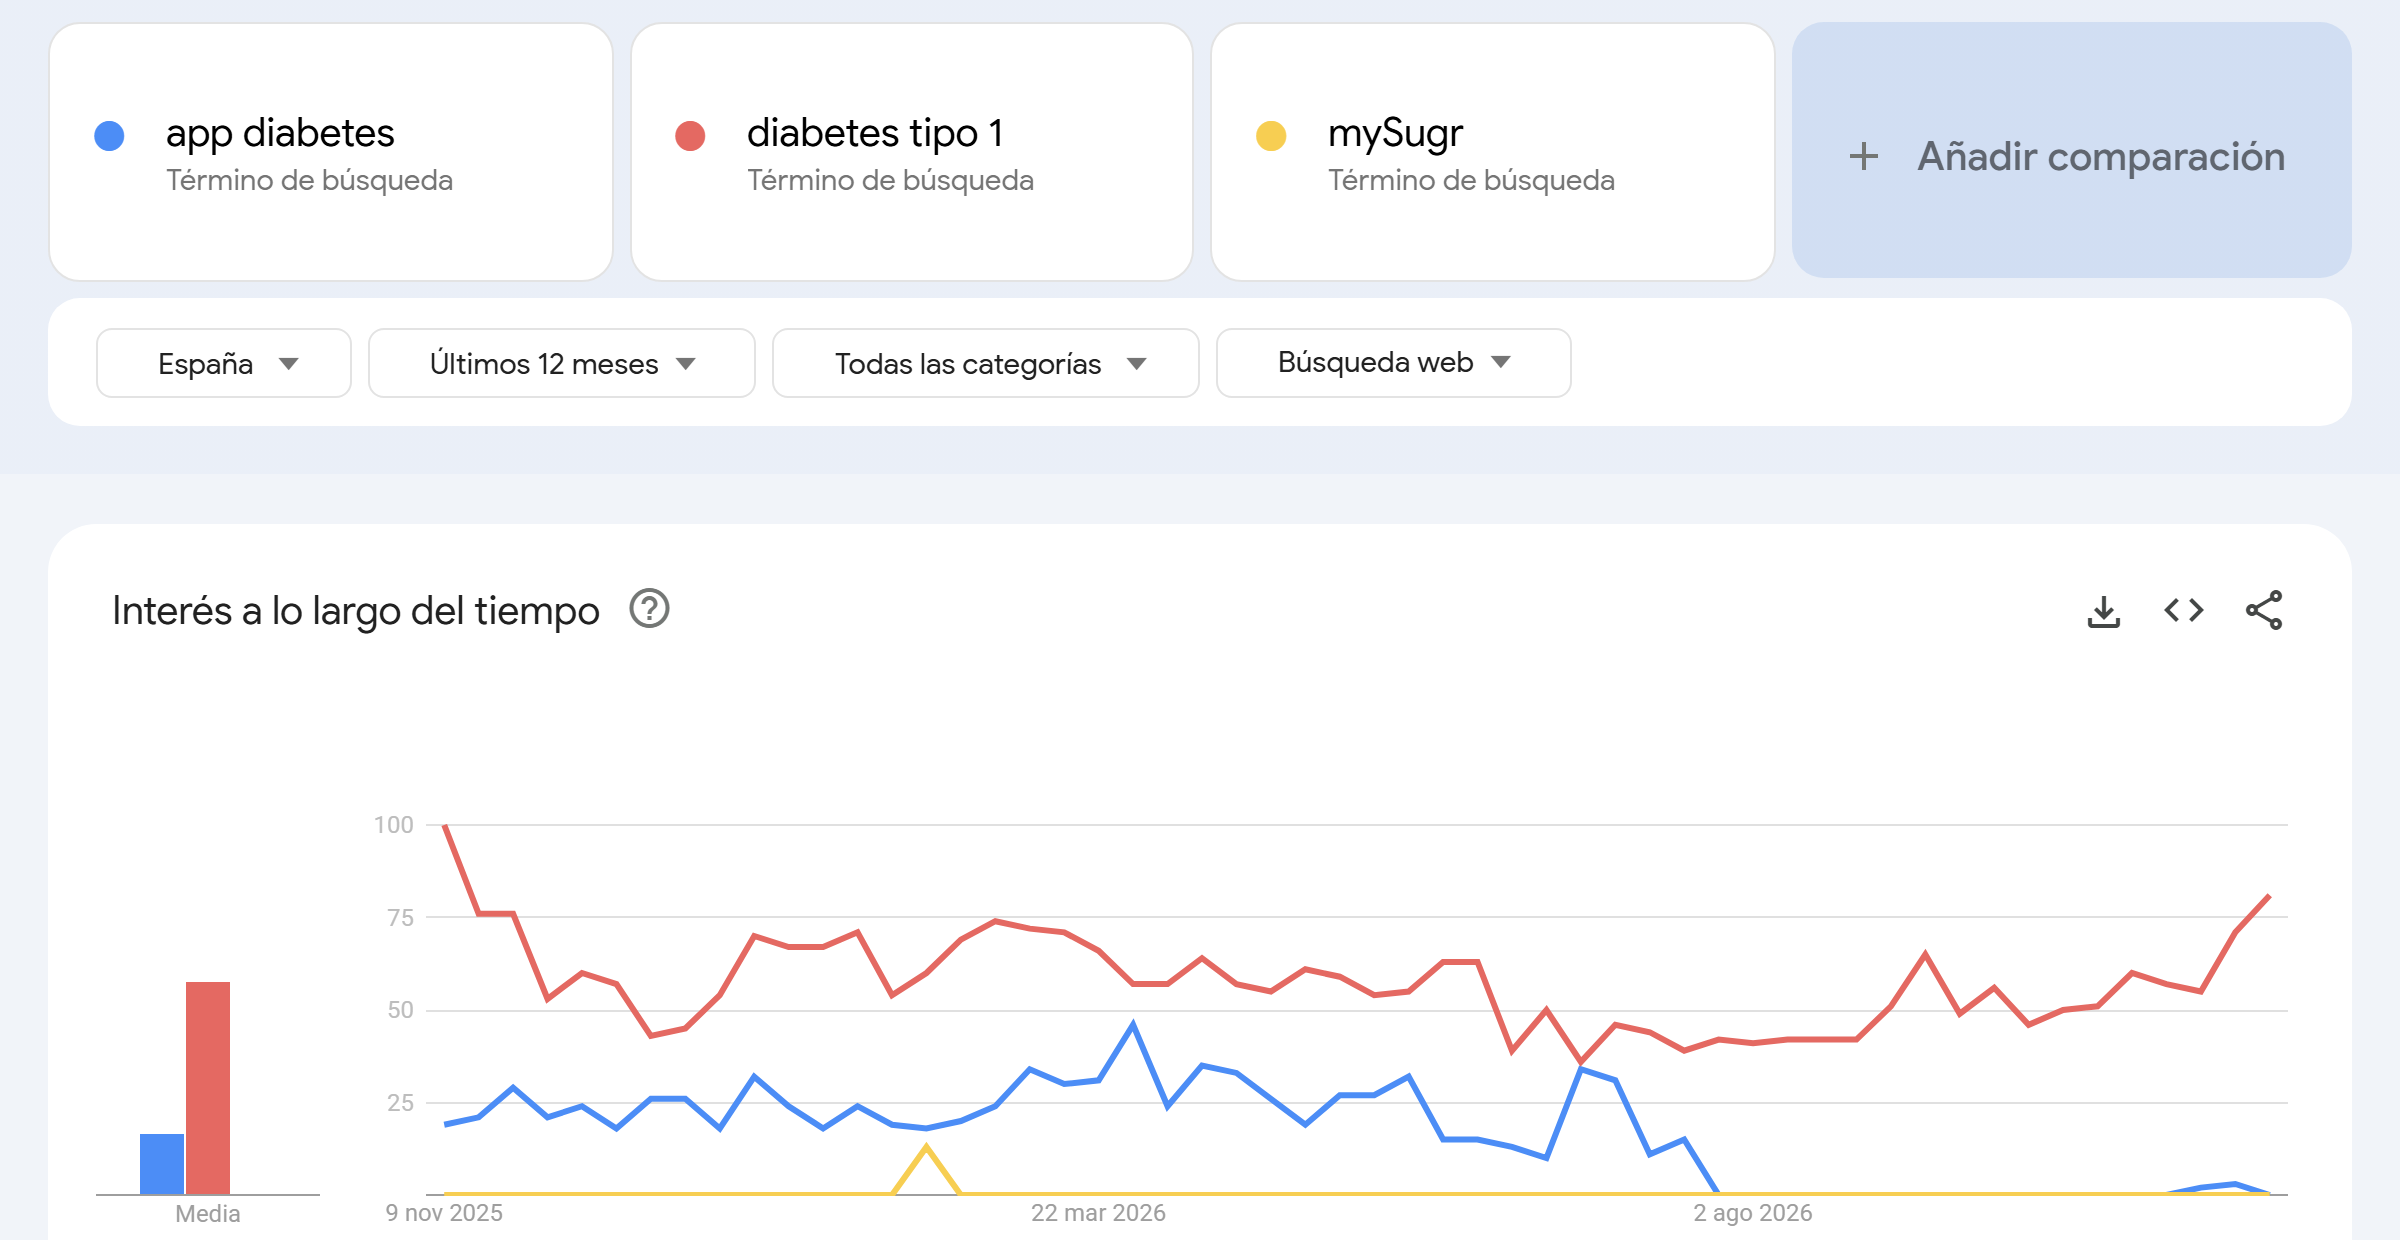 app diabetes
Término de búsqueda
diabetes tipo 1
Término de búsqueda
mySugr
Término de búsqueda
+ Añadir comparación
España
Últimos 12 meses
Todas las categorías
Búsqueda web
Interés a lo largo del tiempo
100
75
50
25
Media
9 nov 2025
22 mar 2026
2 ago 2026